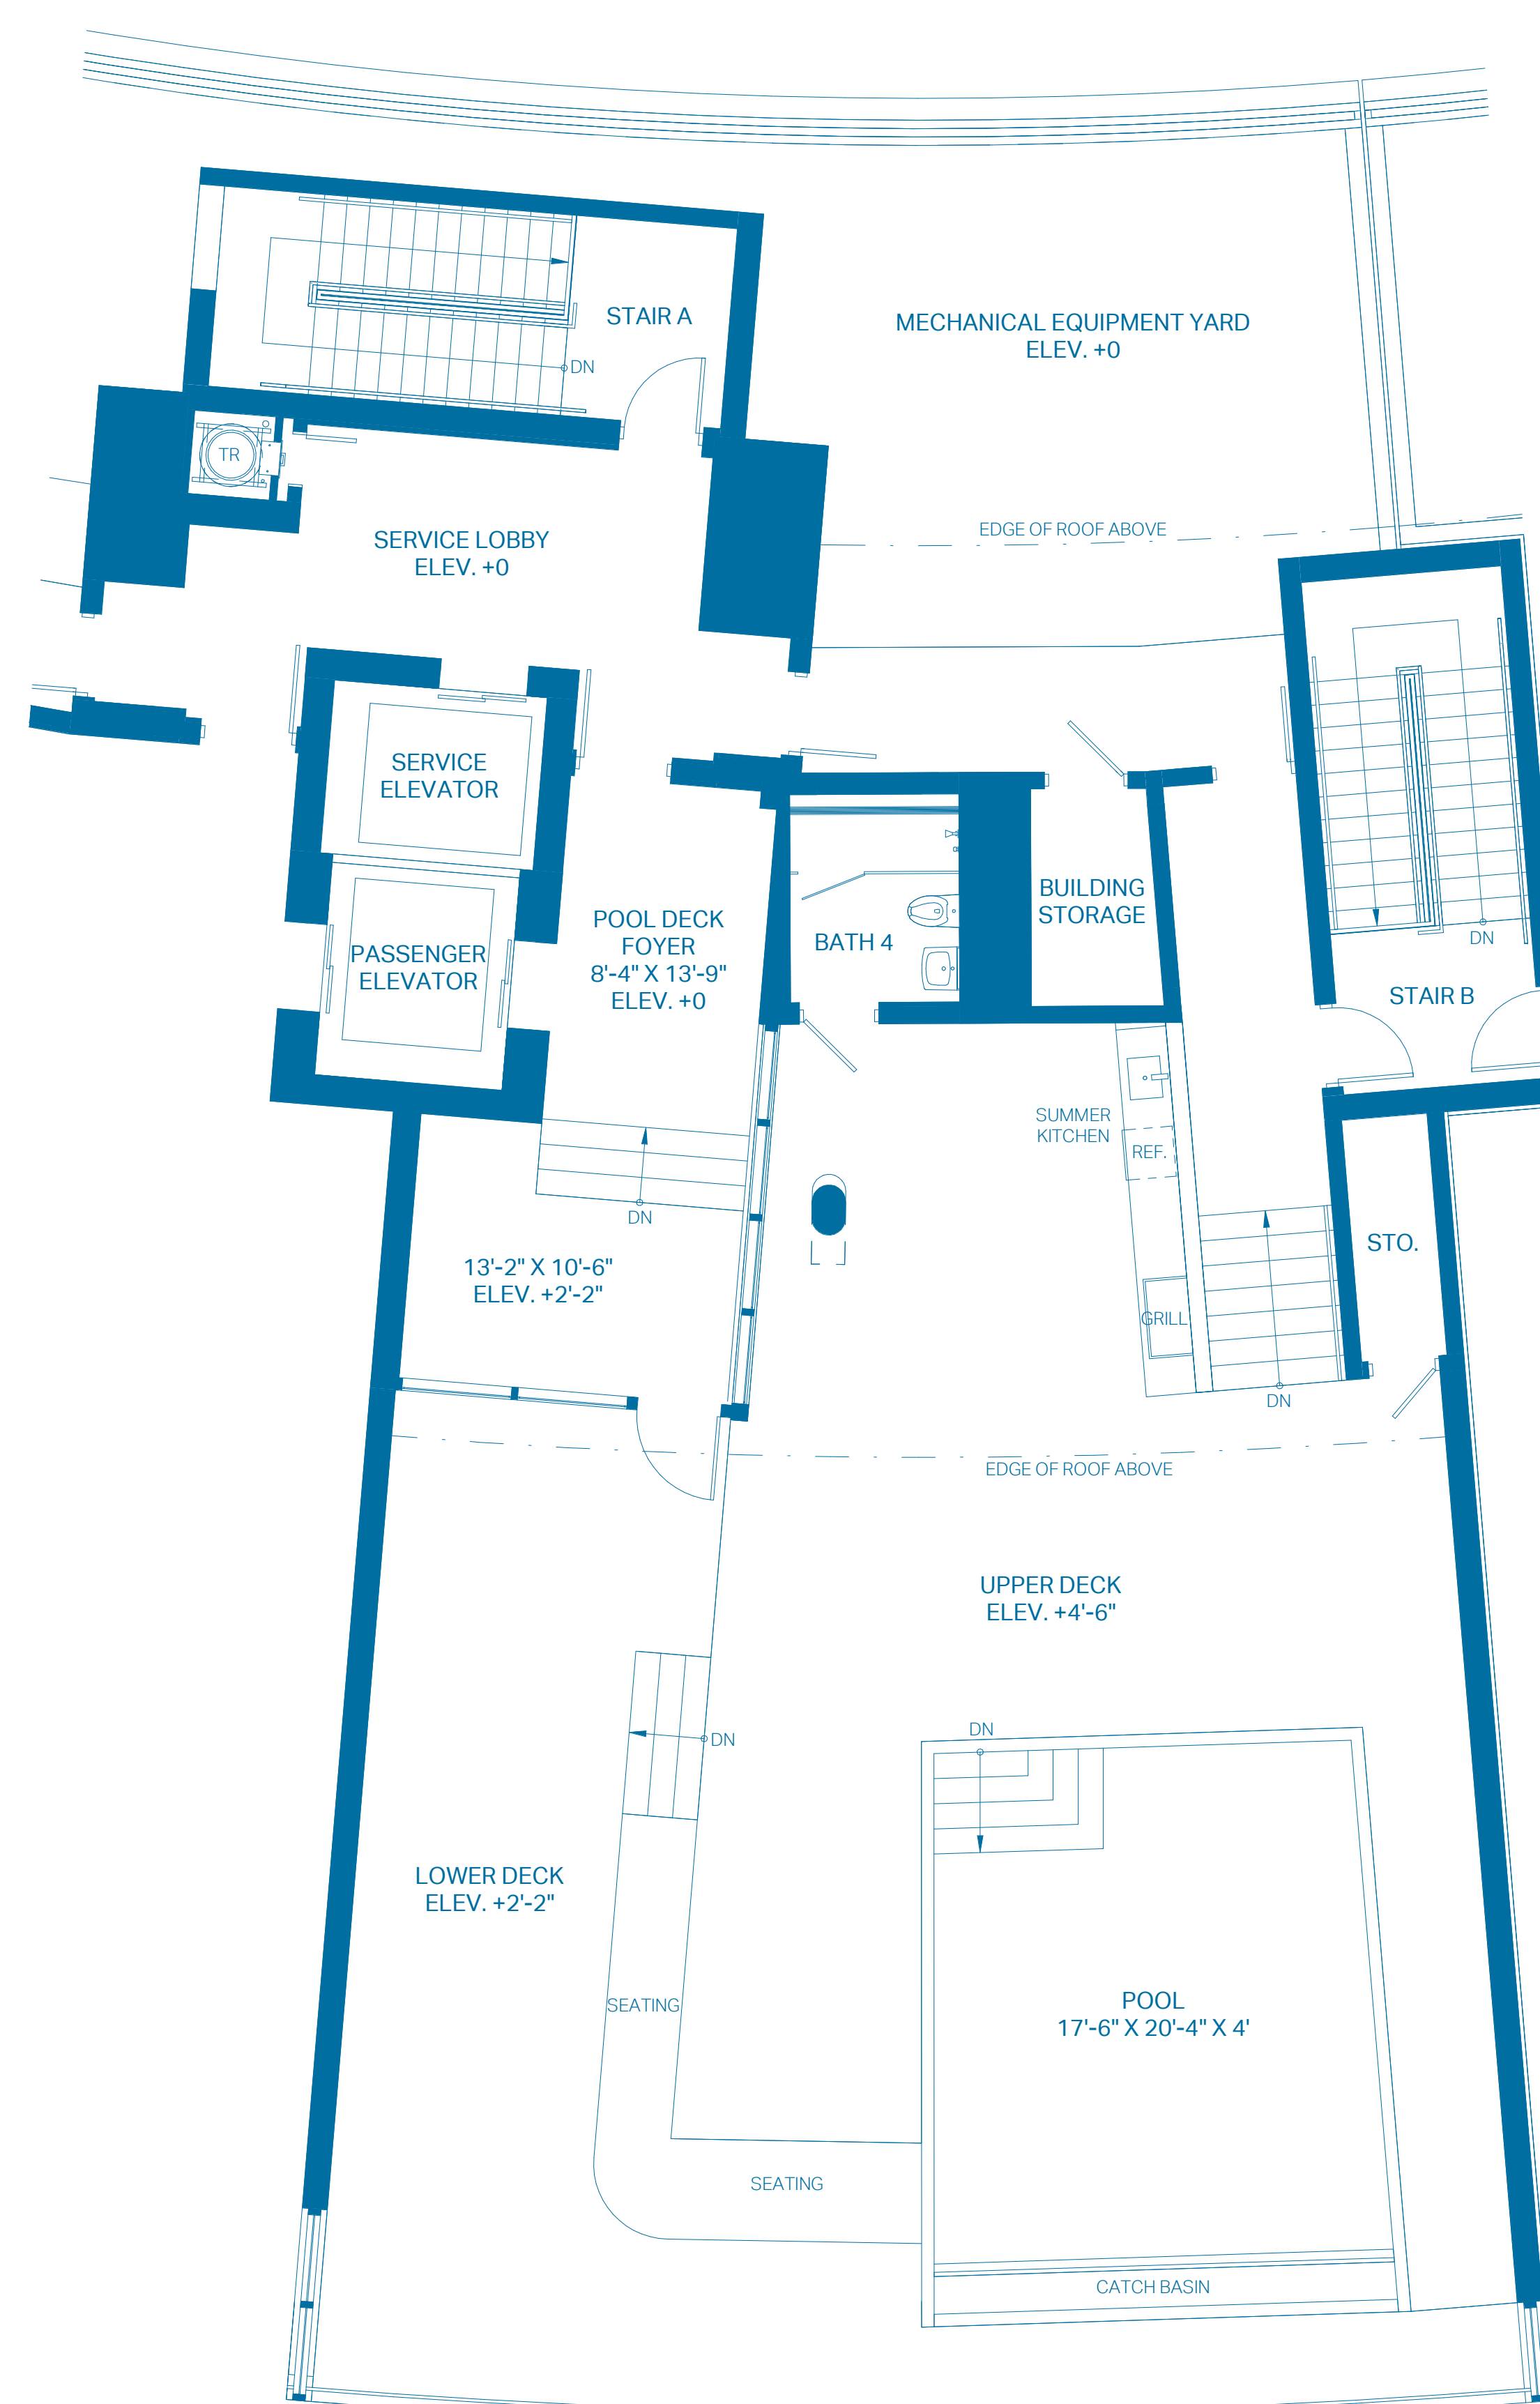 STAIR A
DN
MECHANICAL EQUIPMENT YARD
ELEV. +0
TR
SERVICE LOBBY
ELEV. +0
EDGE OF ROOF ABOVE
SERVICE
ELEVATOR
PASSENGER
ELEVATOR
POOL DECK
FOYER
8'-4" X 13'-9"
ELEV. +0
BATH 4
BUILDING
STORAGE
DN
STAIR B
SUMMER
KITCHEN
REF.
DN
13'-2" X 10'-6"
ELEV. +2'-2"
STO.
GRILL
DN
EDGE OF ROOF ABOVE
UPPER DECK
ELEV. +4'-6"
DN
DN
LOWER DECK
ELEV. +2'-2"
SEATING
POOL
17'-6" X 20'-4" X 4'
SEATING
CATCH BASIN